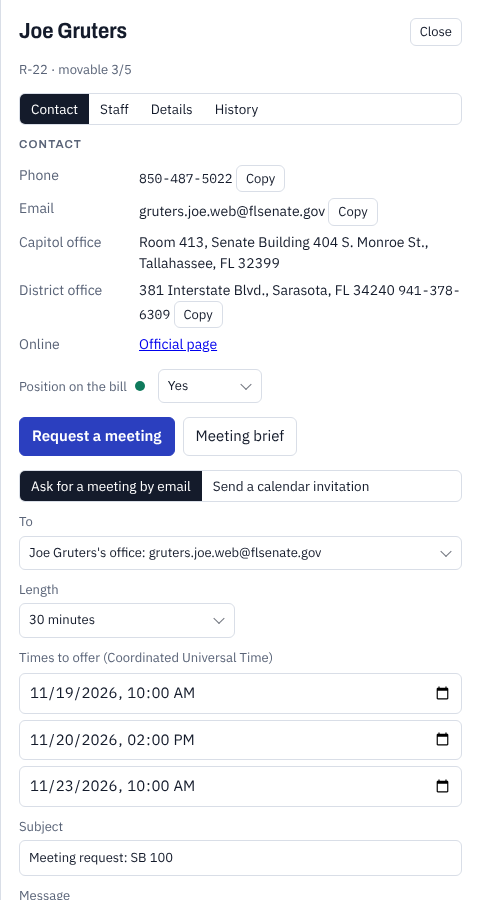 Joe Gruters
Close
R-22 · movable 3/5
Contact Staff Details History
CONTACT
Phone 850-487-5022 Copy
Email gruters.joe.web@flsenate.gov Copy
Capitol office Room 413, Senate Building 404 S. Monroe St.,
Tallahassee, FL 32399
District office 381 Interstate Blvd., Sarasota, FL 34240 941-378-
6309 Copy
Online Official page
Position on the bill Yes
Request a meeting Meeting brief
Ask for a meeting by email Send a calendar invitation
To
Joe Gruters's office: gruters.joe.web@flsenate.gov
Length
30 minutes
Times to offer (Coordinated Universal Time)
11/19/2026, 10:00 AM
11/20/2026, 02:00 PM
11/23/2026, 10:00 AM
Subject
Meeting request: SB 100
Message